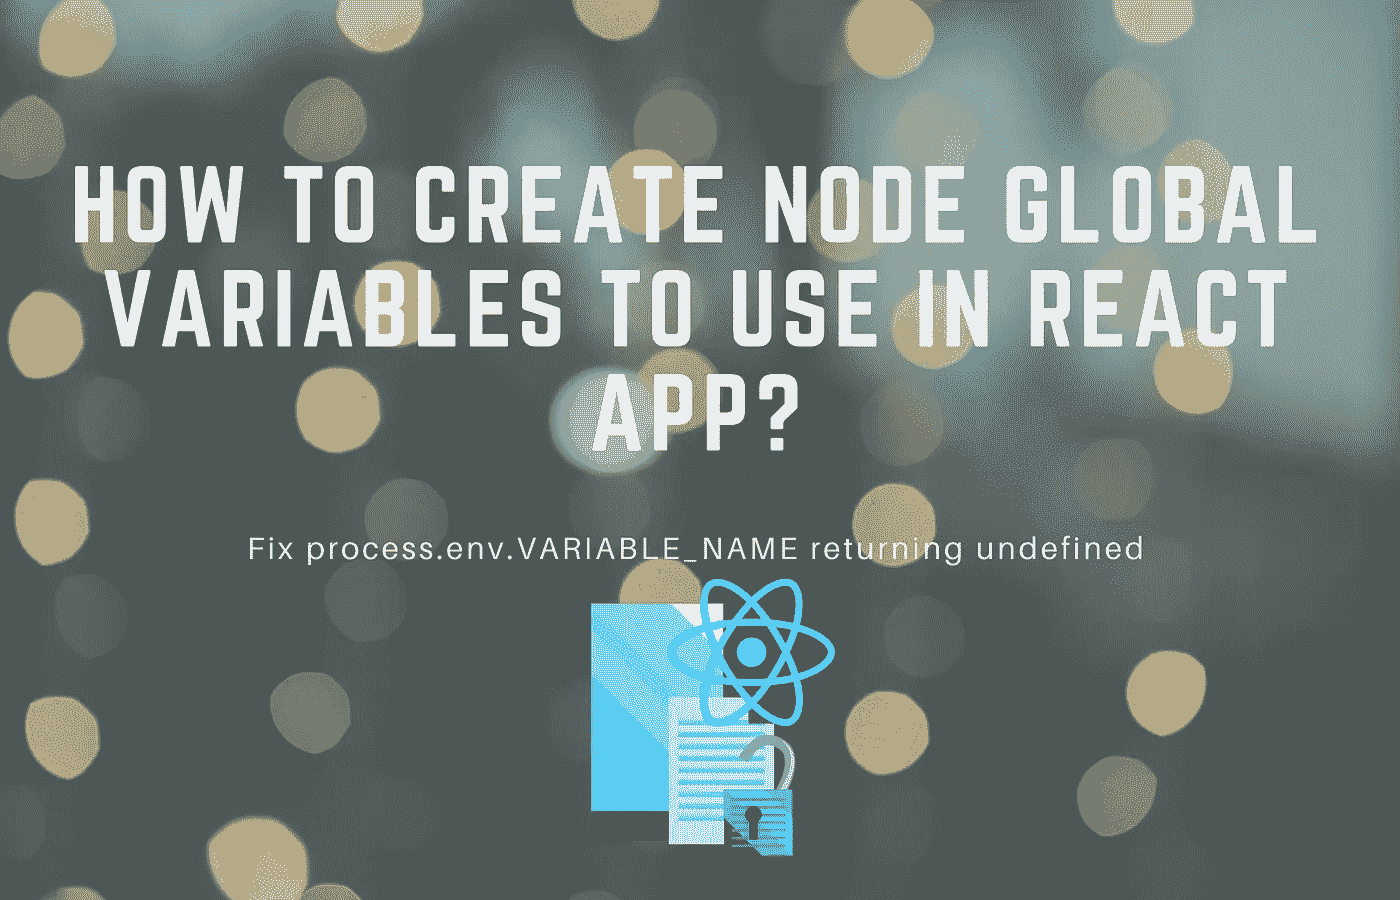 HOW TO CREATE NODE GLOBAL
VARIABLES TO USE IN REACT
APP?
Fix process.env.VARIABLE_NAME returning undefined